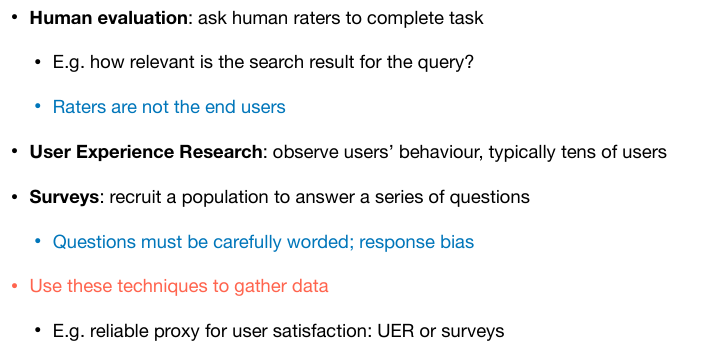 • Human evaluation: ask human raters to complete task
• E.g. how relevant is the search result for the query?
• Raters are not the end users
• User Experience Research: observe users’ behaviour, typically tens of users
• Surveys: recruit a population to answer a series of questions
• Questions must be carefully worded; response bias
• Use these techniques to gather data
• E.g. reliable proxy for user satisfaction: UER or surveys